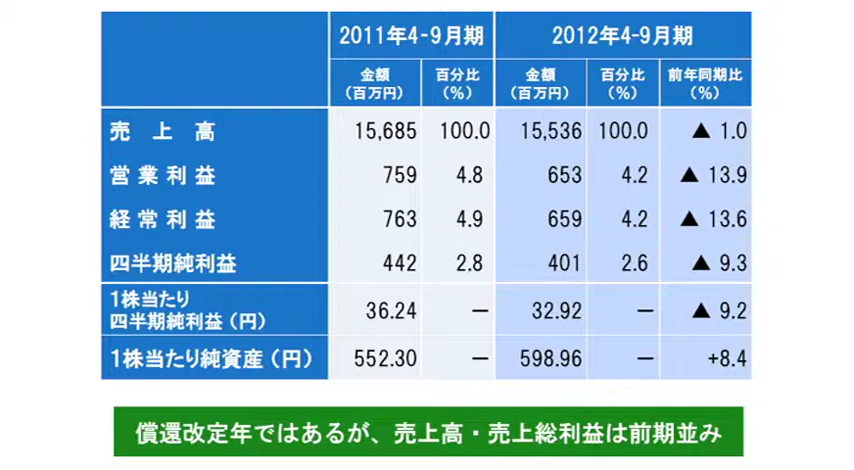 2011年4-9月期 2012年4-9月期
金額 百分比 金額 百分比 前年同期比
(百万円) (%) (百万円) (%) (%)
売上高 15,685 100.0 15,536 100.0 ▲ 1.0
営業利益 759 4.8 653 4.2 ▲ 13.9
経常利益 763 4.9 659 4.2 ▲ 13.6
四半期純利益 442 2.8 401 2.6 ▲ 9.3
1株当たり
四半期純利益(円) 36.24 － 32.92 － ▲ 9.2
1株当たり純資産(円) 552.30 － 598.96 － +8.4
償還改定年ではあるが、売上高・売上総利益は前期並み